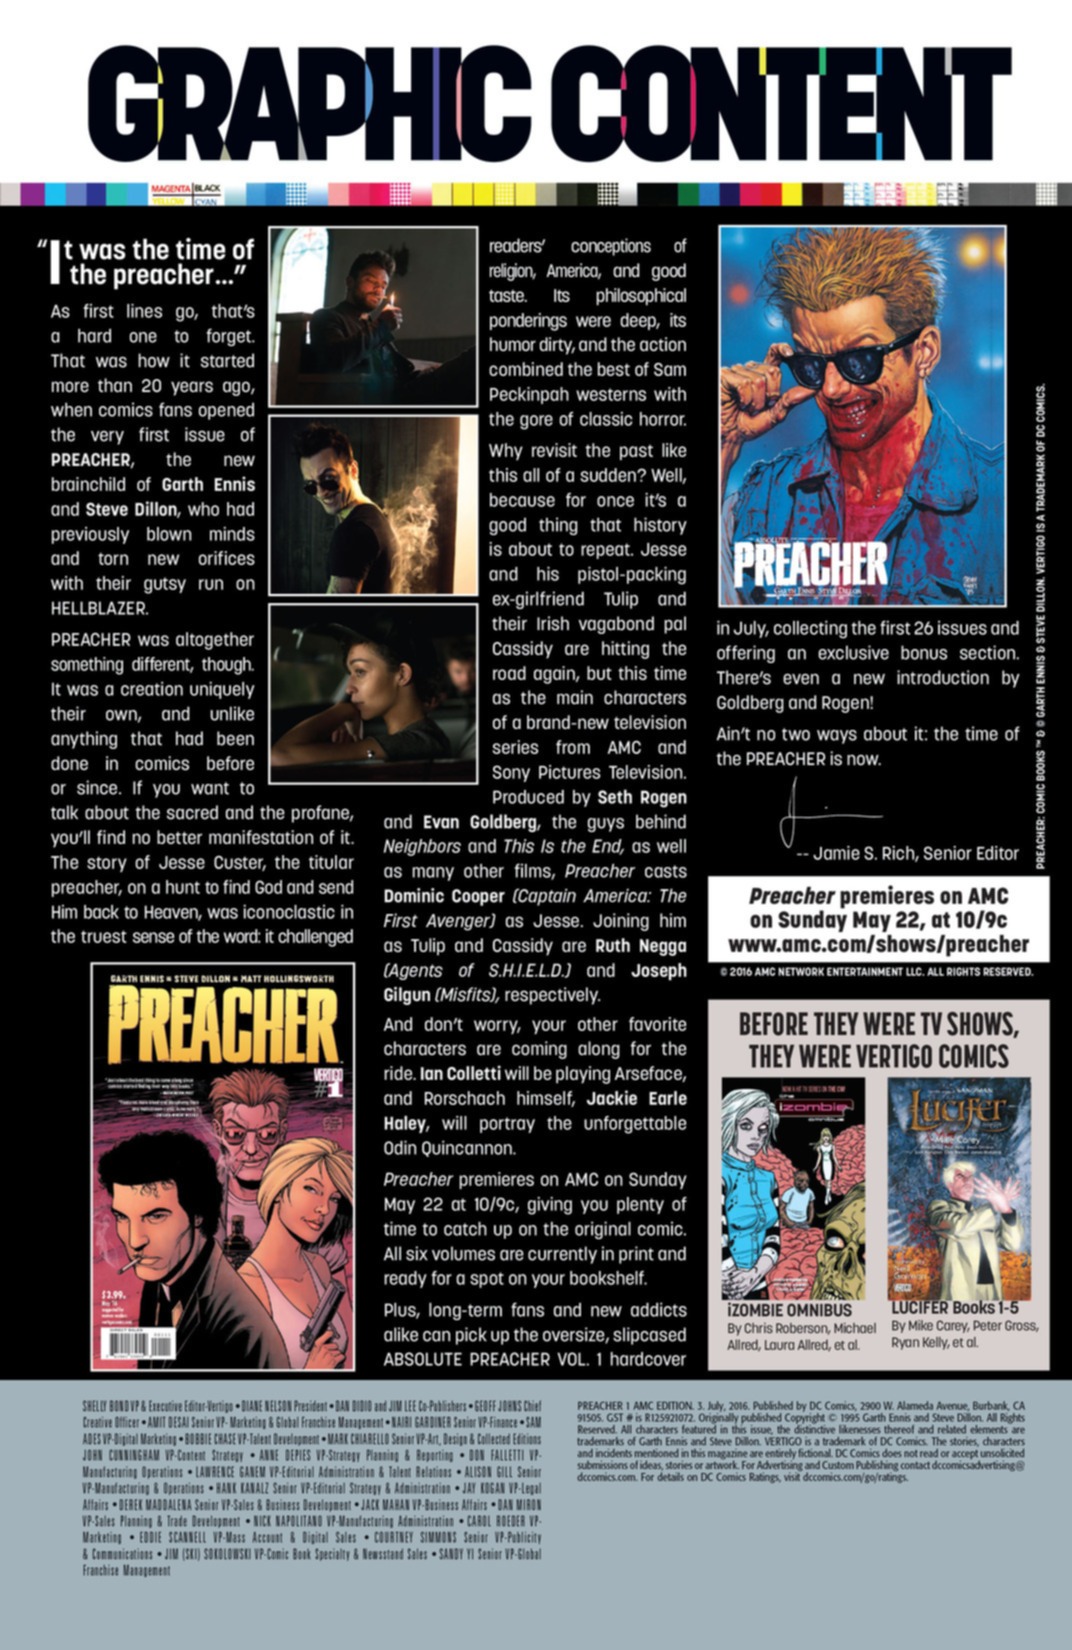 GRAPHIC CONTENT
MAGENTA BLACK
YELLOW CYAN
“It was the time of
the preacher...”
As first lines go, that’s
a hard one to forget.
That was how it started
more than 20 years ago,
when comics fans opened
the very first issue of
PREACHER, the new
brainchild of Garth Ennis
and Steve Dillon, who had
previously blown minds
and torn new orifices
with their gutsy run on
HELLBLAZER.
PREACHER was altogether
something different, though.
It was a creation uniquely
their own, and unlike
anything that had been
done in comics before
or since. If you want to
talk about the sacred and the profane,
you’ll find no better manifestation of it.
The story of Jesse Custer, the titular
preacher, on a hunt to find God and send
Him back to Heaven, was iconoclastic in
the truest sense of the word: it challenged
GARTH ENNIS STEVE DILLON MATT HOLLINGSWORTH
PREACHER
VERTIGO
#1
$3.99
readers’ conceptions of
religion, America, and good
taste. Its philosophical
ponderings were deep, its
humor dirty, and the action
combined the best of Sam
Peckinpah westerns with
the gore of classic horror.
Why revisit the past like
this all of a sudden? Well,
because for once it’s a
good thing that history
is about to repeat. Jesse
and his pistol-packing
ex-girlfriend Tulip and
their Irish vagabond pal
Cassidy are hitting the
road again, but this time
as the main characters
of a brand-new television
series from AMC and
Sony Pictures Television.
Produced by Seth Rogen
and Evan Goldberg, the guys behind
Neighbors and This Is the End, as well
as many other films, Preacher casts
Dominic Cooper (Captain America: The
First Avenger) as Jesse. Joining him
as Tulip and Cassidy are Ruth Negga
(Agents of S.H.I.E.L.D.) and Joseph
Gilgun (Misfits), respectively.
And don’t worry, your other favorite
characters are coming along for the
ride. Ian Colletti will be playing Arseface,
and Rorschach himself, Jackie Earle
Haley, will portray the unforgettable
Odin Quincannon.
Preacher premieres on AMC on Sunday
May 22 at 10/9c, giving you plenty of
time to catch up on the original comic.
All six volumes are currently in print and
ready for a spot on your bookshelf.
Plus, long-term fans and new addicts
alike can pick up the oversize, slipcased
ABSOLUTE PREACHER VOL. 1 hardcover
ABSOLUTE
PREACHER
GARTH ENNIS STEVE DILLON
in July, collecting the first 26 issues and
offering an exclusive bonus section.
There’s even a new introduction by
Goldberg and Rogen!
Ain’t no two ways about it: the time of
the PREACHER is now.
-- Jamie S. Rich, Senior Editor
PREACHER: COMIC BOOKS ™ & © GARTH ENNIS & STEVE DILLON. VERTIGO IS A TRADEMARK OF DC COMICS.
Preacher premieres on AMC
on Sunday May 22, at 10/9c
www.amc.com/shows/preacher
© 2016 AMC NETWORK ENTERTAINMENT LLC. ALL RIGHTS RESERVED.
BEFORE THEY WERE TV SHOWS,
THEY WERE VERTIGO COMICS
izombie
omnibus
Lucifer
Mike Carey
iZOMBIE OMNIBUS
By Chris Roberson, Michael
Allred, Laura Allred, et al.
LUCIFER Books 1-5
By Mike Carey, Peter Gross,
Ryan Kelly, et al.
SHELLY BOND VP & Executive Editor-Vertigo • DIANE NELSON President • DAN DIDIO and JIM LEE Co-Publishers • GEOFF JOHNS Chief
Creative Officer • AMIT DESAI Senior VP- Marketing & Global Franchise Management • NAIRI GARDINER Senior VP-Finance • SAM
ADES VP-Digital Marketing • BOBBIE CHASE VP-Talent Development • MARK CHIARELLO Senior VP-Art, Design & Collected Editions
JOHN CUNNINGHAM VP-Content Strategy • ANNE DEPIES VP-Strategy Planning & Reporting • DON FALLETTI VP-
Manufacturing Operations • LAWRENCE GANEM VP-Editorial Administration & Talent Relations • ALISON GILL Senior
VP-Manufacturing & Operations • HANK KANALZ Senior VP-Editorial Strategy & Administration • JAY KOGAN VP-Legal
Affairs • DEREK MADDALENA Senior VP-Sales & Business Development • JACK MAHAN VP-Business Affairs • DAN MIRON
VP-Sales Planning & Trade Development • NICK NAPOLITANO VP-Manufacturing Administration • CAROL ROEDER VP-
Marketing • EDDIE SCANNELL VP-Mass Account & Digital Sales • COURTNEY SIMMONS Senior VP-Publicity
& Communications • JIM (SKI) SOKOLOWSKI VP-Comic Book Specialty & Newsstand Sales • SANDY YI Senior VP-Global
Franchise Management
PREACHER 1 AMC EDITION. 3. July, 2016. Published by DC Comics, 2900 W. Alameda Avenue, Burbank, CA
91505. GST # is R125921072. Originally published Copyright © 1995 Garth Ennis and Steve Dillon. All Rights
Reserved. All characters featured in this issue, the distinctive likenesses thereof and related elements are
trademarks of Garth Ennis and Steve Dillon. VERTIGO is a trademark of DC Comics. The stories, characters
and incidents mentioned in this magazine are entirely fictional. DC Comics does not read or accept unsolicited
submissions of ideas, stories or artwork. For Advertising and Custom Publishing contact dccomicsadvertising@
dccomics.com. For details on DC Comics Ratings, visit dccomics.com/go/ratings.